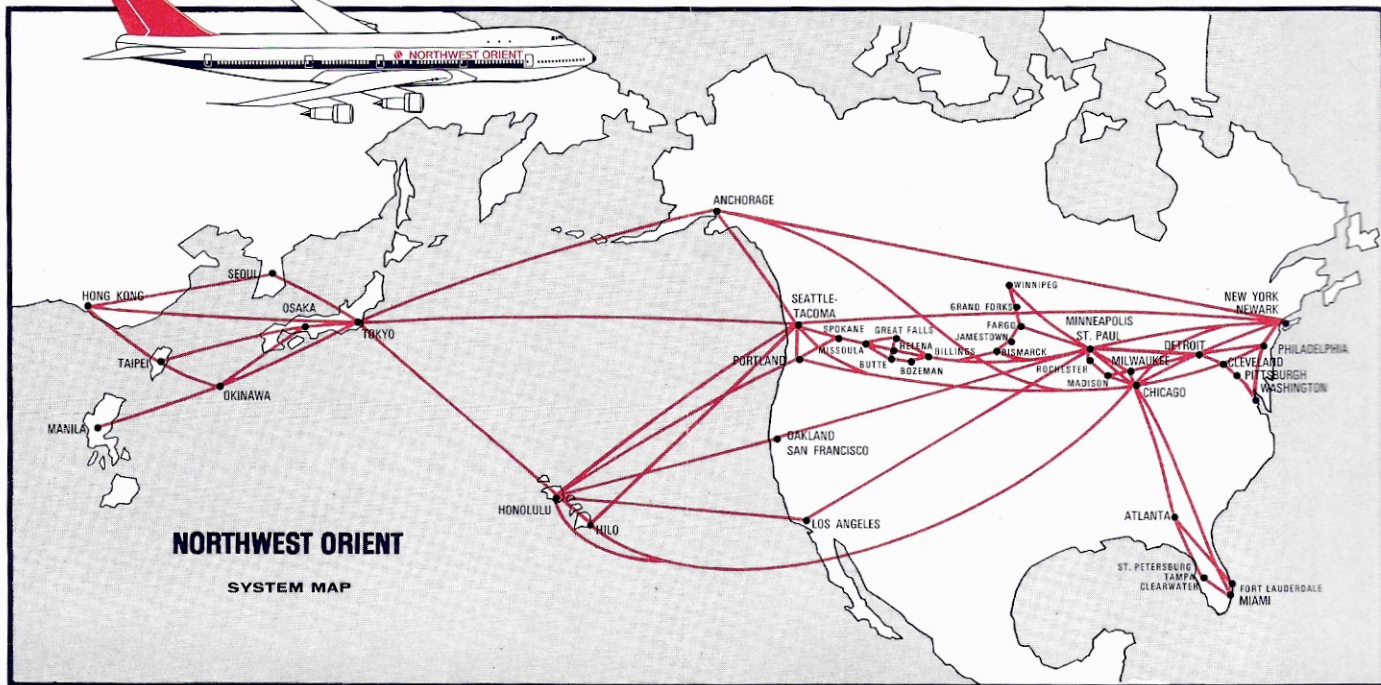 NORTHWEST ORIENT
ANCHORAGE
SEOUL
HONG KONG
OSAKA
TOKYO
TAIPEI
OKINAWA
MANILA
SEATTLE-
TACOMA
SPOKANE
GREAT FALLS
MISSOULA
HELENA
BILLINGS
PORTLAND
BUTTE
BOZEMAN
WINNIPEG
GRAND FORKS
FARGO
JAMESTOWN
BISMARCK
MINNEAPOLIS
ST. PAUL
ROCHESTER
MILWAUKEE
MADISON
CHICAGO
DETROIT
NEW YORK
NEWARK
PHILADELPHIA
CLEVELAND
PITTSBURGH
WASHINGTON
OAKLAND
SAN FRANCISCO
HONOLULU
HILO
LOS ANGELES
ATLANTA
ST. PETERSBURG
TAMPA
CLEARWATER
FORT LAUDERDALE
MIAMI
NORTHWEST ORIENT
SYSTEM MAP